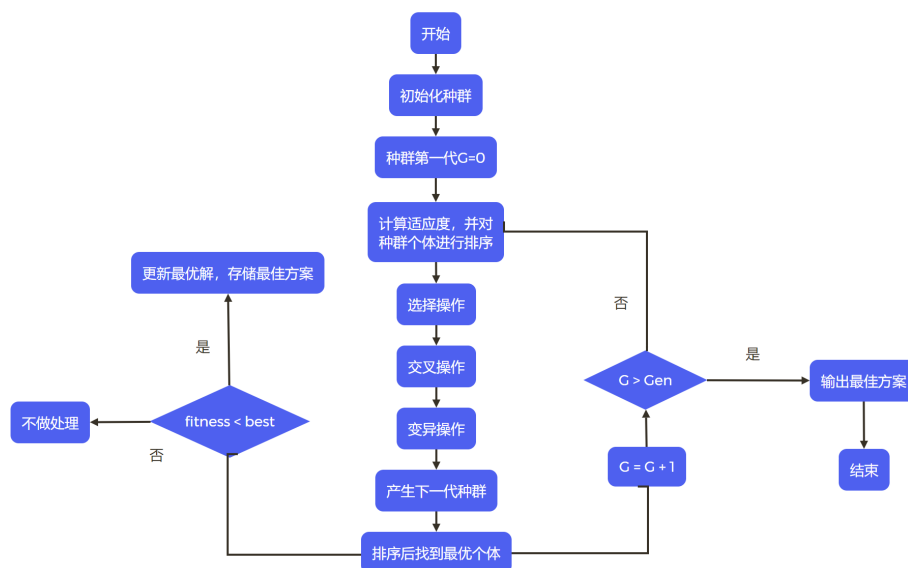 开始
初始化种群
种群第一代G=0
计算适应度，并对
种群个体进行排序
更新最优解，存储最佳方案
选择操作
否
是
交叉操作
是
G > Gen
输出最佳方案
不做处理
fitness < best
变异操作
否
G = G + 1
结束
产生下一代种群
排序后找到最优个体